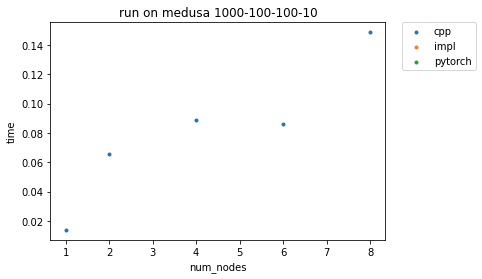 run on medusa 1000-100-100-10
cpp
impl
pytorch
0.14
0.12
0.10
0.08
0.06
0.04
0.02
time
1 2 3 4 5 6 7 8
num_nodes